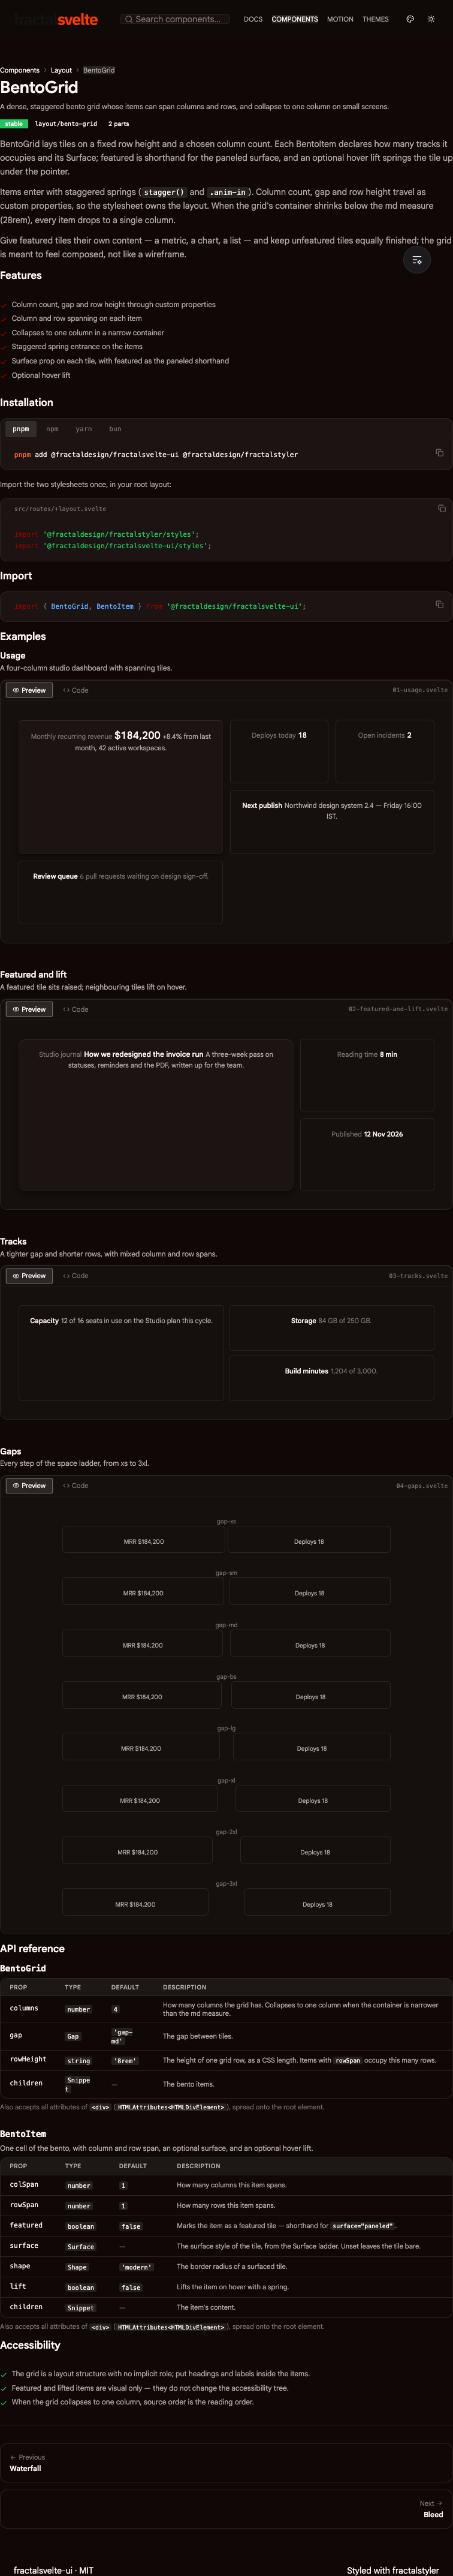 fractalsvelte
Search components...
DOCS
COMPONENTS
MOTION
THEMES
Components > Layout > BentoGrid
BentoGrid
A dense, staggered bento grid whose items can span columns and rows, and collapse to one column on small screens.
stable layout/bento-grid 2 parts
BentoGrid lays tiles on a fixed row height and a chosen column count. Each BentoItem declares how many tracks it
occupies and its Surface; featured is shorthand for the paneled surface, and an optional hover lift springs the tile
under the pointer.
Items enter with staggered springs ( stagger() and .anim-in ). Column count, gap and row height travel as
custom properties, so the stylesheet owns the layout. When the grid's container shrinks below the md measure
(28rem), every item drops to a single column.
Give featured tiles their own content — a metric, a chart, a list — and keep unfeatured tiles equally finished; the grid
is meant to feel composed, not like a wireframe.
Features
Column count, gap and row height through custom properties
Column and row spanning on each item
Collapses to one column in a narrow container
Staggered spring entrance on the items
Surface prop on each tile, with featured as the paneled shorthand
Optional hover lift
Installation
pnpm npm yarn bun
pnpm add @fractaldesign/fractalsvelte-ui @fractaldesign/fractalstyler
Import the two stylesheets once, in your root layout:
src/routes/+layout.svelte
import '@fractaldesign/fractalstyler/styles';
import '@fractaldesign/fractalsvelte-ui/styles';
Import
import { BentoGrid, BentoItem } from '@fractaldesign/fractalsvelte-ui';
Examples
Usage
A four-column studio dashboard with spanning tiles.
Preview Code 01-usage.svelte
Monthly recurring revenue $184,200 +8.4% from last
month, 42 active workspaces.
Deploys today 18
Open incidents 2
Next publish Northwind design system 2.4 — Friday 16:00
IST.
Review queue 6 pull requests waiting on design sign-off.
Featured and lift
A featured tile sits raised; neighbouring tiles lift on hover.
Preview Code 02-featured-and-lift.svelte
Studio journal How we redesigned the invoice run A three-week pass on
statuses, reminders and the PDF, written up for the team.
Reading time 8 min
Published 12 Nov 2026
Tracks
A tighter gap and shorter rows, with mixed column and row spans.
Preview Code 03-tracks.svelte
Capacity 12 of 16 seats in use on the Studio plan this cycle.
Storage 84 GB of 250 GB.
Build minutes 1,204 of 3,000.
Gaps
Every step of the space ladder, from xs to 3xl.
Preview Code 04-gaps.svelte
gap-xs
MRR $184,200 Deploys 18
gap-sm
MRR $184,200 Deploys 18
gap-md
MRR $184,200 Deploys 18
gap-bs
MRR $184,200 Deploys 18
gap-lg
MRR $184,200 Deploys 18
gap-xl
MRR $184,200 Deploys 18
gap-2xl
MRR $184,200 Deploys 18
gap-3xl
MRR $184,200 Deploys 18
API reference
BentoGrid
PROP TYPE DEFAULT DESCRIPTION
columns number 4 How many columns the grid has. Collapses to one column when the container is narrower
than the md measure.
gap Gap 'gap-
md' The gap between tiles.
rowHeight string '8rem' The height of one grid row, as a CSS length. Items with rowSpan occupy this many rows.
children Snippe
t — The bento items.
Also accepts all attributes of <div> ( HTMLAttributes<HTMLDivElement> ), spread onto the root element.
BentoItem
One cell of the bento, with column and row span, an optional surface, and an optional hover lift.
PROP TYPE DEFAULT DESCRIPTION
colSpan number 1 How many columns this item spans.
rowSpan number 1 How many rows this item spans.
featured boolean false Marks the item as a featured tile — shorthand for surface="paneled" .
surface Surface — The surface style of the tile, from the Surface ladder. Unset leaves the tile bare.
shape Shape 'modern' The border radius of a surfaced tile.
lift boolean false Lifts the item on hover with a spring.
children Snippet — The item's content.
Also accepts all attributes of <div> ( HTMLAttributes<HTMLDivElement> ), spread onto the root element.
Accessibility
The grid is a layout structure with no implicit role; put headings and labels inside the items.
Featured and lifted items are visual only — they do not change the accessibility tree.
When the grid collapses to one column, source order is the reading order.
← Previous
Waterfall
Next →
Bleed
fractalsvelte-ui · MIT
Styled with fractalstyler